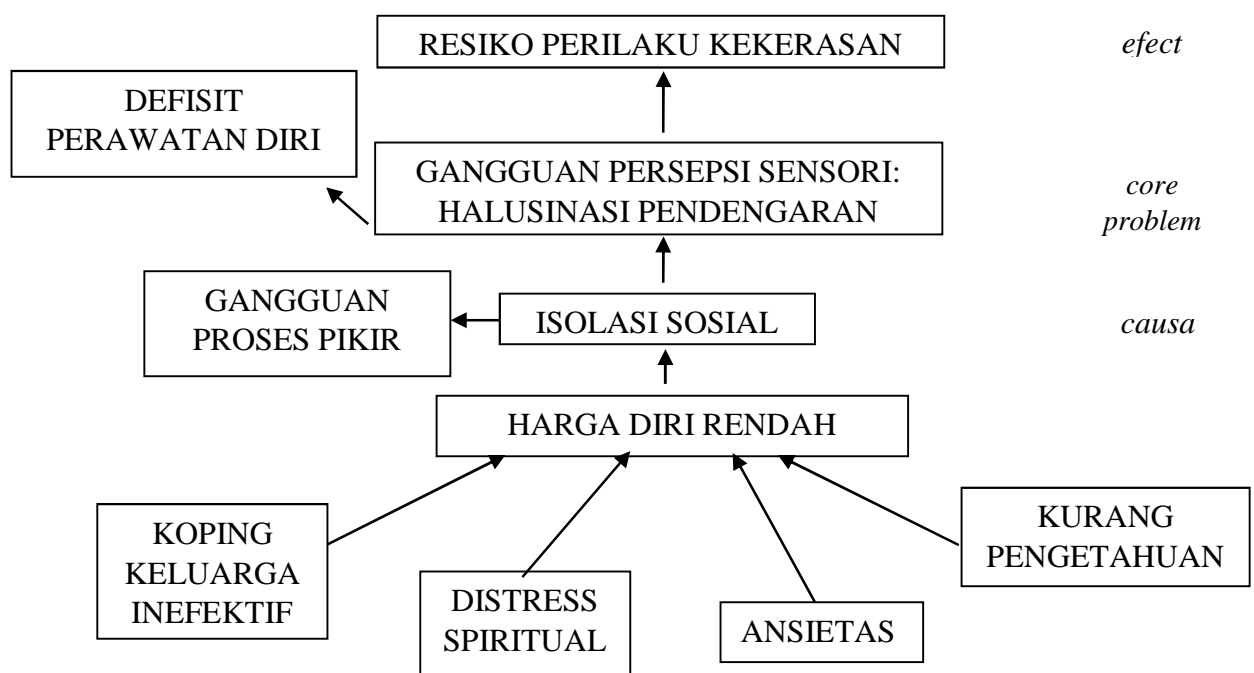 RESIKO PERILAKU KEKERASAN
efect
DEFISIT
PERAWATAN DIRI
GANGGUAN PERSEPSI SENSORI:
HALUSINASI PENDENGARAN
core
problem
GANGGUAN
PROSES PIKIR
ISOLASI SOSIAL
causa
HARGA DIRI RENDAH
KOPING
KELUARGA
INEFEKTIF
DISTRESS
SPIRITUAL
ANSIETAS
KURANG
PENGETAHUAN